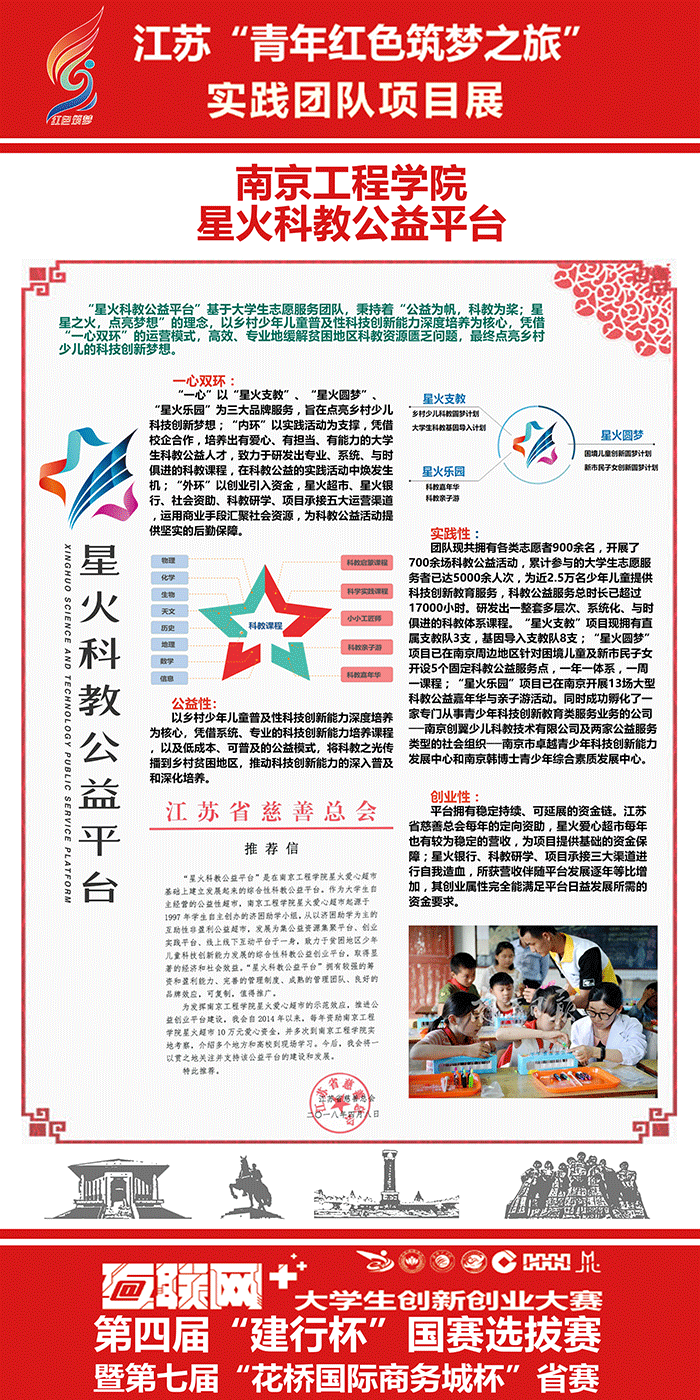 红色筑梦
江苏“青年红色筑梦之旅”
实践团队项目展
南京工程学院
星火科教公益平台
“星火科教公益平台”基于大学生志愿服务团队，秉持着“公益为帆，科教为桨；星
星之火，点亮梦想”的理念，以乡村少年儿童普及性科技创新能力深度培养为核心，凭借
“一心双环”的运营模式，高效、专业地缓解贫困地区科教资源匮乏问题，最终点亮乡村
少儿的科技创新梦想。
星火科教公益平台
XINGHUO SCIENCE AND TECHNOLOGY PUBLIC SERVICE PLATFORM
一心双环：
“一心”以“星火支教”、“星火圆梦”、
“星火乐园”为三大品牌服务，旨在点亮乡村少儿
科技创新梦想；“内环”以实践活动为支撑，凭借
校企合作，培养出有爱心、有担当、有能力的大学
生科教公益人才，致力于研发出专业、系统、与时
俱进的科教课程，在科教公益的实践活动中焕发生
机；“外环”以创业引入资金，星火超市、星火银
行、社会资助、科教研学、项目承接五大运营渠道
，运用商业手段汇聚社会资源，为科教公益活动提
供坚实的后勤保障。
物理
化学
生物
天文
历史
地理
数学
信息
科教课程
科教启蒙课程
科学实践课程
小小工匠师
科教亲子游
科教嘉年华
公益性：
以乡村少年儿童普及性科技创新能力深度培养
为核心，凭借系统、专业的科技创新能力培养课程
，以及低成本、可普及的公益模式，将科教之光传
播到乡村贫困地区，推动科技创新能力的深入普及
和深化培养。
江苏省慈善总会
推荐信
“星火科教公益平台”是在南京工程学院星火爱心超市
基础上建立发展起来的综合性科教公益平台。作为大学生自
主经营的公益性超市，南京工程学院星火爱心超市起源于
1997年学生自主创办的济困助学小组，从以济困助学为主的
互助性非盈利公益超市，发展为集公益资源集聚平台、创业
实践平台、线上线下互动平台于一身，致力于贫困地区少年
儿童科技创新能力发展的综合性科教公益创业平台，取得显
著的经济和社会效益。“星火科教公益平台”拥有较强的筹
资和盈利能力、完善的管理制度、成熟的管理团队、良好的
品牌效应，可复制，值得推广。
为发挥南京工程学院星火爱心超市的示范效应，推进公
益创业平台建设，我会自2014年以来，每年资助南京工程
学院星火超市10万元爱心资金，并多次到南京工程学院实
地考察，介绍多个地方和高校到现场学习。今后，我会将一
以贯之地关注并支持该公益平台的建设和发展。
特此推荐。
江苏省慈善总会
二〇一八年四月八日
星火支教
乡村少儿科教圆梦计划
大学生科教基因导入计划
星火圆梦
困境儿童创新圆梦计划
新市民子女创新圆梦计划
星火乐园
科教嘉年华
科教亲子游
实践性：
团队现共拥有各类志愿者900余名，开展了
700余场科教公益活动，累计参与的大学生志愿服
务者已达5000余人次，为近2.5万名少年儿童提供
科技创新教育服务，科教公益服务总时长已超过
17000小时。研发出一整套多层次、系统化、与时
俱进的科教体系课程。“星火支教”项目现拥有直
属支教队3支，基因导入支教队8支；“星火圆梦”
项目已在南京周边地区针对困境儿童及新市民子女
开设5个固定科教公益服务点，一年一体系，一周
一课程；“星火乐园”项目已在南京开展13场大型
科教公益嘉年华与亲子游活动。同时成功孵化了一
家专门从事青少年科技创新教育类服务业务的公司
──南京创翼少儿科教技术有限公司及两家公益服务
类型的社会组织──南京市卓越青少年科技创新能力
发展中心和南京韩博士青少年综合素质发展中心。
创业性：
平台拥有稳定持续、可延展的资金链。江苏
省慈善总会每年的定向资助，星火爱心超市每年
也有较为稳定的营收，为项目提供基础的资金保
障；星火银行、科教研学、项目承接三大渠道进
行自我造血，所获营收伴随平台发展逐年等比增
加，其创业属性完全能满足平台日益发展所需的
资金要求。
互联网++
大学生创新创业大赛
第四届“建行杯”国赛选拔赛
暨第七届“花桥国际商务城杯”省赛